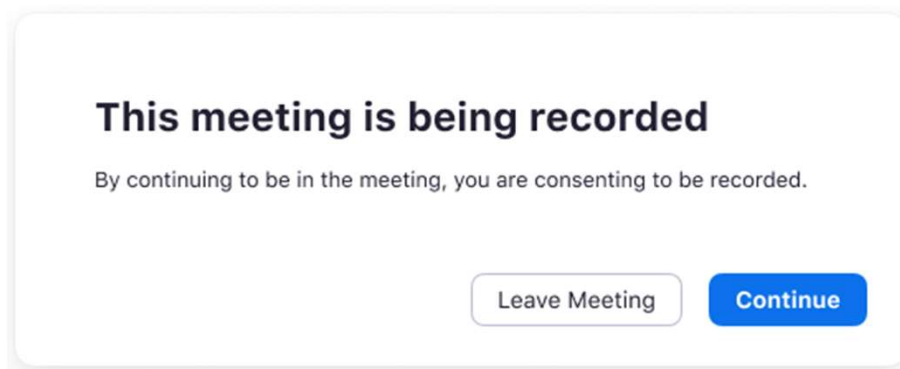 This meeting is being recorded
By continuing to be in the meeting, you are consenting to be recorded.
Leave Meeting Continue